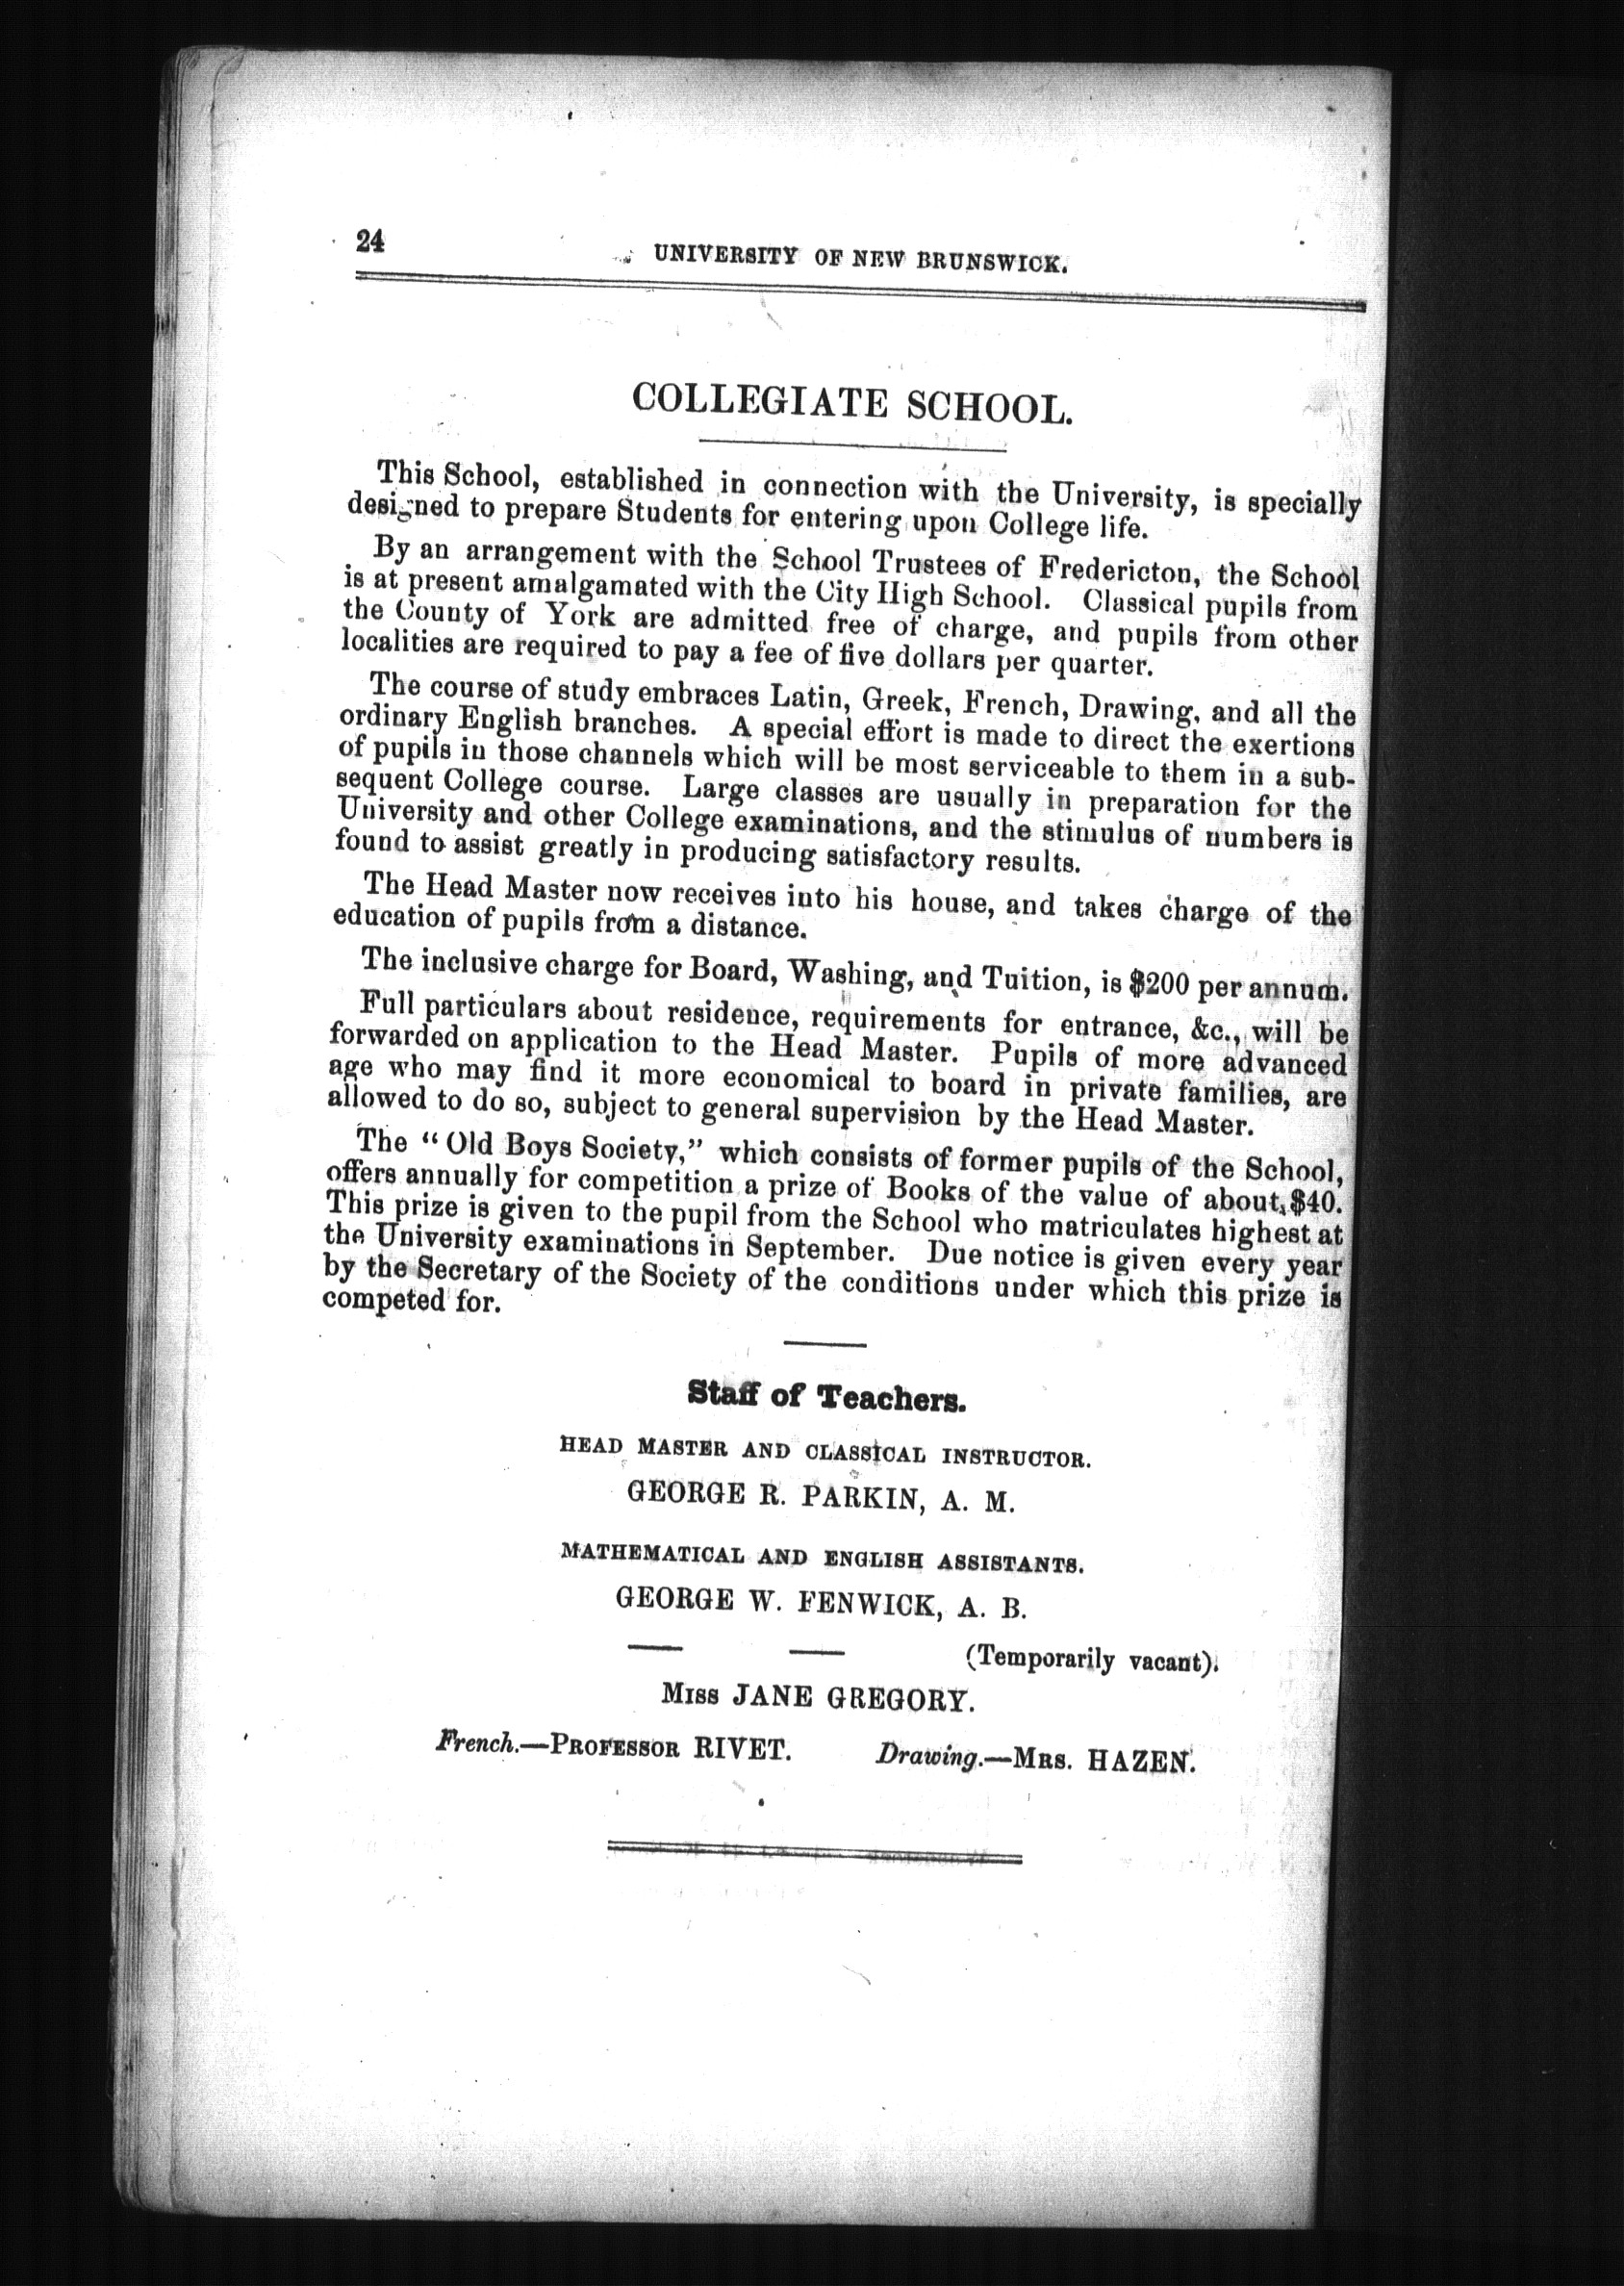 24
UNIVERSITY OF NEW BRUNSWICK.
COLLEGIATE SCHOOL.
This School, established in connection with the University, is specially
designed to prepare Students for entering upon College life.
By an arrangement with the School Trustees of Fredericton, the School
is at present amalgamated with the City High School. Classical pupils from
the County of York are admitted free of charge, and pupils from other
localities are required to pay a fee of five dollars per quarter.
The course of study embraces Latin, Greek, French, Drawing, and all the
ordinary English branches. A special effort is made to direct the exertions
of pupils in those channels which will be most serviceable to them in a sub-
sequent College course. Large classes are usually in preparation for the
University and other College examinations, and the stimulus of numbers is
found to assist greatly in producing satisfactory results.
The Head Master now receives into his house, and takes charge of the
education of pupils from a distance.
The inclusive charge for Board, Washing, and Tuition, is $200 per annum.
Full particulars about residence, requirements for entrance, &c., will be
forwarded on application to the Head Master. Pupils of more advanced
age who may find it more economical to board in private families, are
allowed to do so, subject to general supervision by the Head Master.
The "Old Boys Society," which consists of former pupils of the School,
offers annually for competition a prize of Books of the value of about $40.
This prize is given to the pupil from the School who matriculates highest at
the University examinations in September. Due notice is given every year
by the Secretary of the Society of the conditions under which this prize is
competed for.
Staff of Teachers.
HEAD MASTER AND CLASSICAL INSTRUCTOR.
GEORGE R. PARKIN, A. M.
MATHEMATICAL AND ENGLISH ASSISTANTS.
GEORGE W. FENWICK, A. B.
— — (Temporarily vacant).
MISS JANE GREGORY.
French.—PROFESSOR RIVET. Drawing.—MRS. HAZEN.